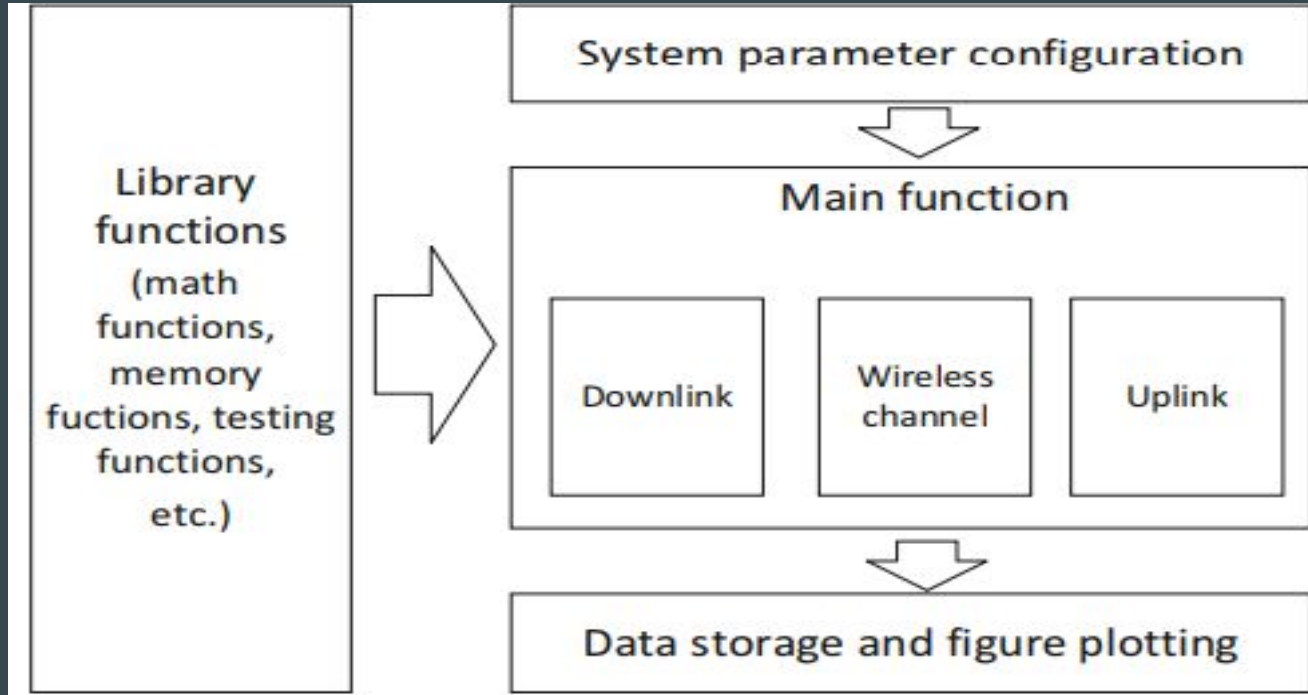 Library
functions
(math
functions,
memory
fuctions, testing
functions,
etc.)
System parameter configuration
Main function
Downlink
Wireless
channel
Uplink
Data storage and figure plotting